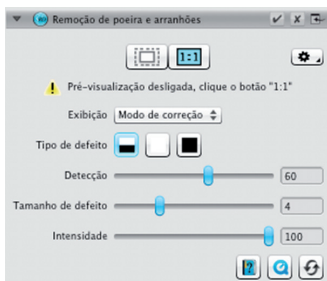 Remoção de poeira e arranhões
1:1
Pré-visualização desligada, clique o botão "1:1"
Exibição Modo de correção
Tipo de defeito
Detecção 60
Tamanho de defeito 4
Intensidade 100